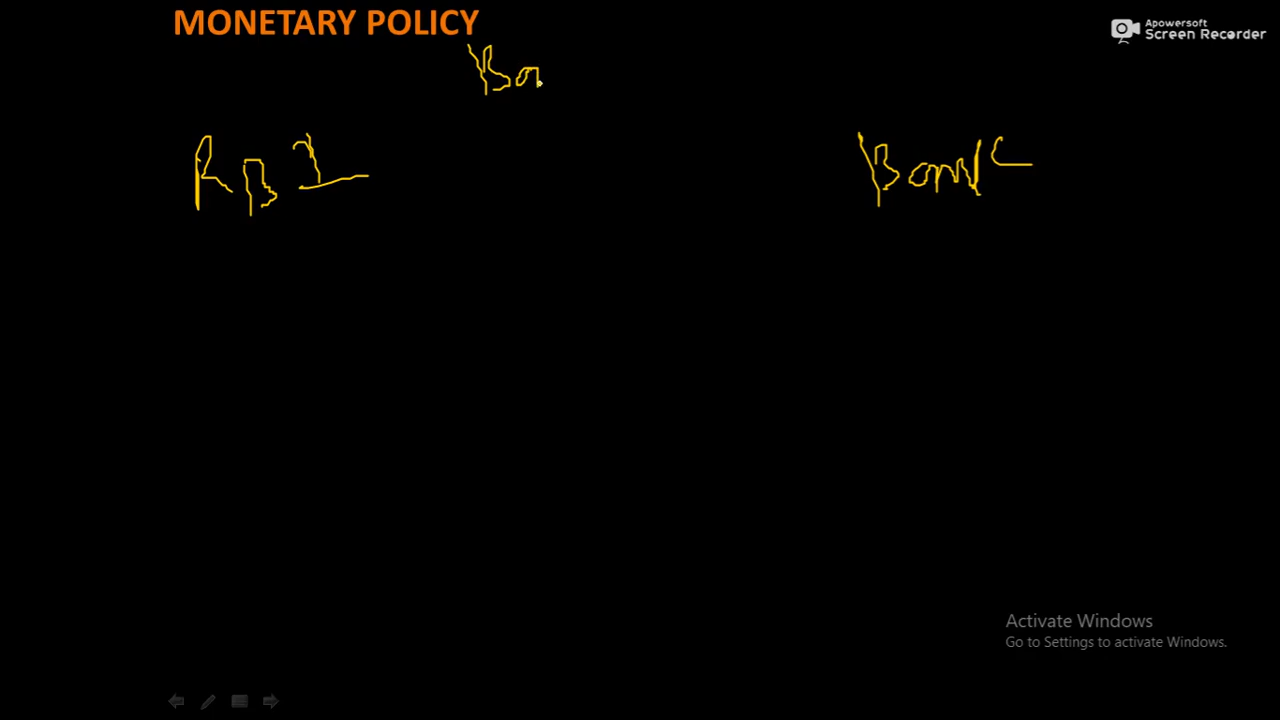 MONETARY POLICY
Apowersoft
Screen Recorder
RBI
Bank
Activate Windows
Go to Settings to activate Windows.